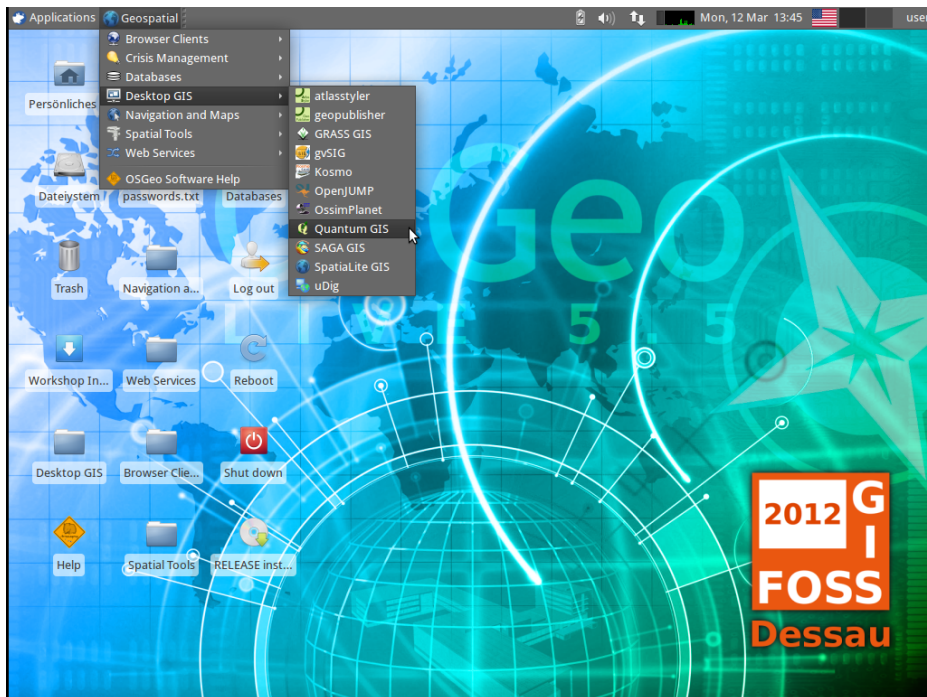 Applications Geospatial Mon, 12 Mar 13:45
Browser Clients
Crisis Management
Databases
Desktop GIS
Navigation and Maps
Spatial Tools
Web Services
OSGeo Software Help
atlasstyler
geopublisher
GRASS GIS
gvSIG
Kosmo
OpenJUMP
OssimPlanet
Quantum GIS
SAGA GIS
SpatiaLite GIS
uDig
Persönliches
Dateiystem passwords.txt Databases
Trash Navigation a... Log out
Workshop In... Web Services Reboot
Desktop GIS Browser Clie... Shut down
Help Spatial Tools RELEASE inst...
Geo
Live 5.5
2012 G
I
FOSS
Dessau